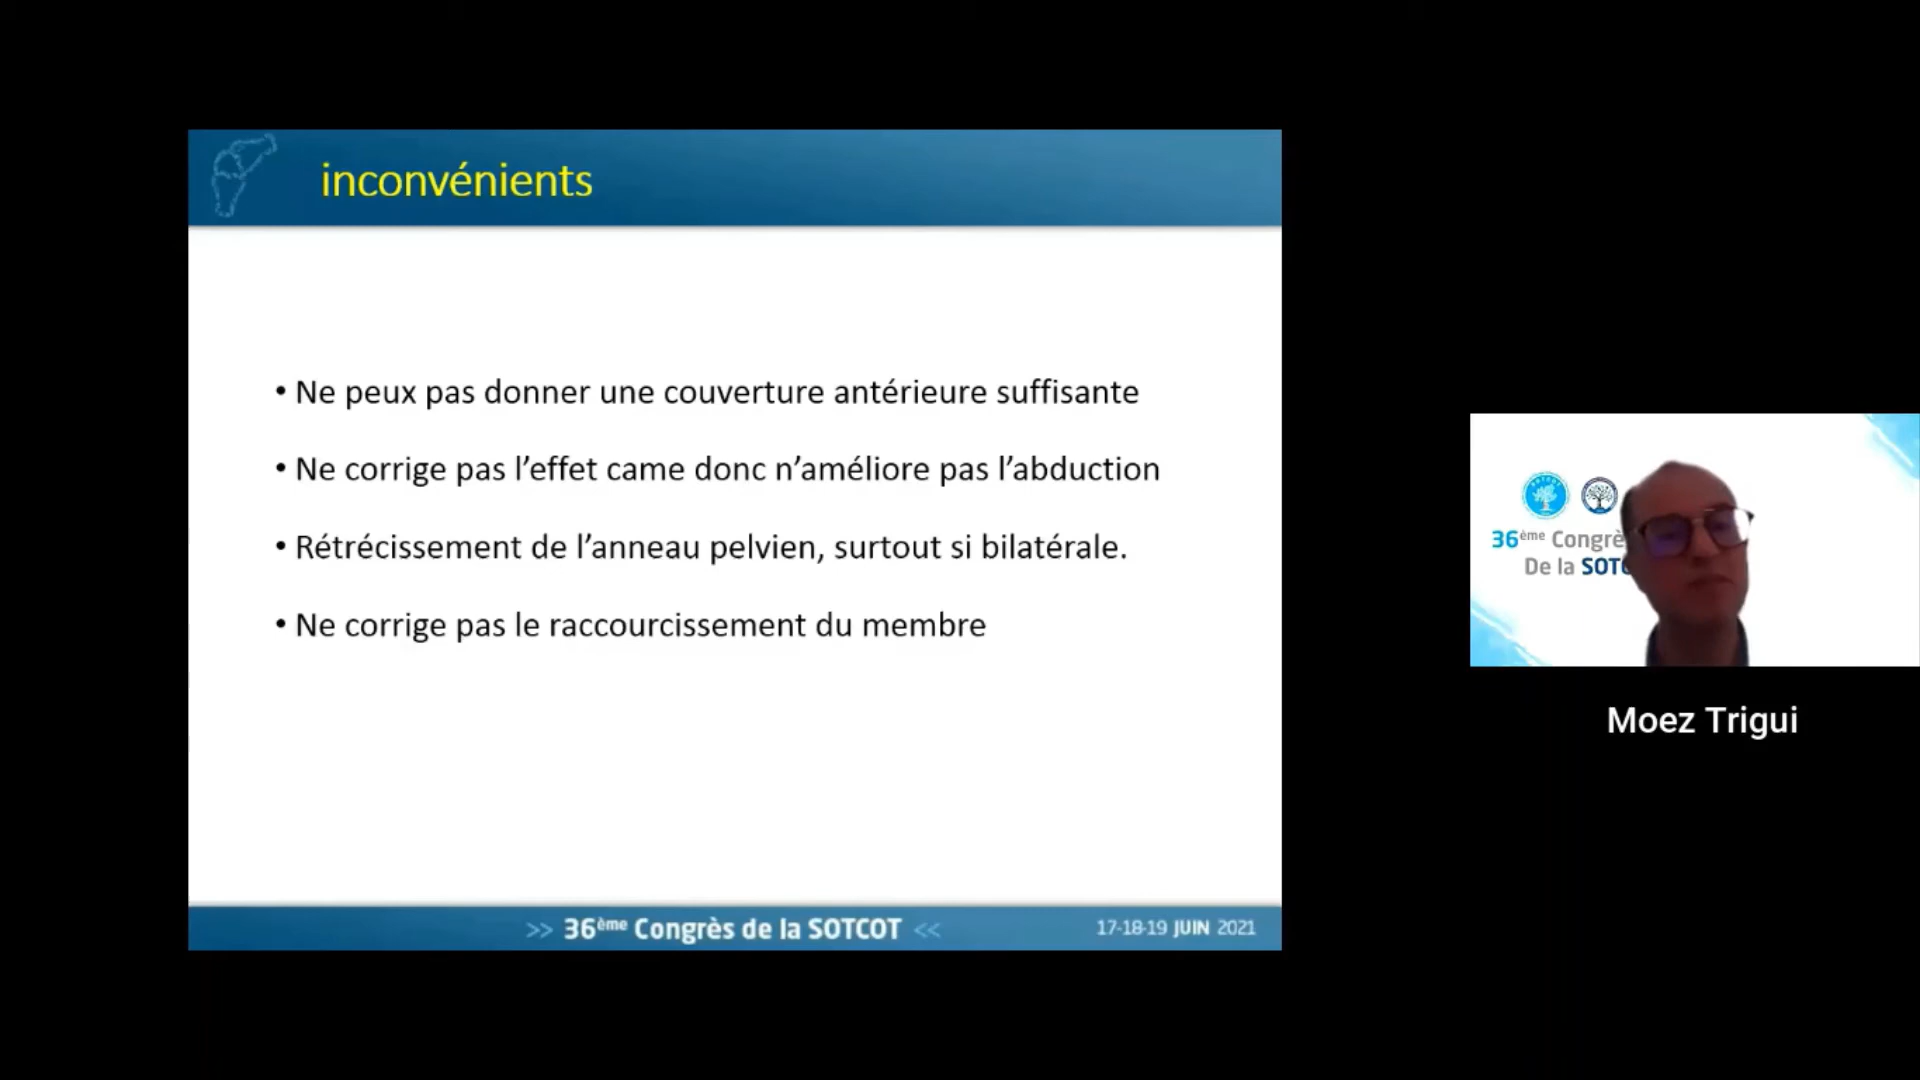 inconvénients
• Ne peux pas donner une couverture antérieure suffisante
• Ne corrige pas l’effet came donc n’améliore pas l’abduction
• Rétrécissement de l’anneau pelvien, surtout si bilatérale.
• Ne corrige pas le raccourcissement du membre
>> 36ème Congrès de la SOTCOT <<
17-18-19 JUIN 2021
36ème Congrè
De la SOTC
Moez Trigui